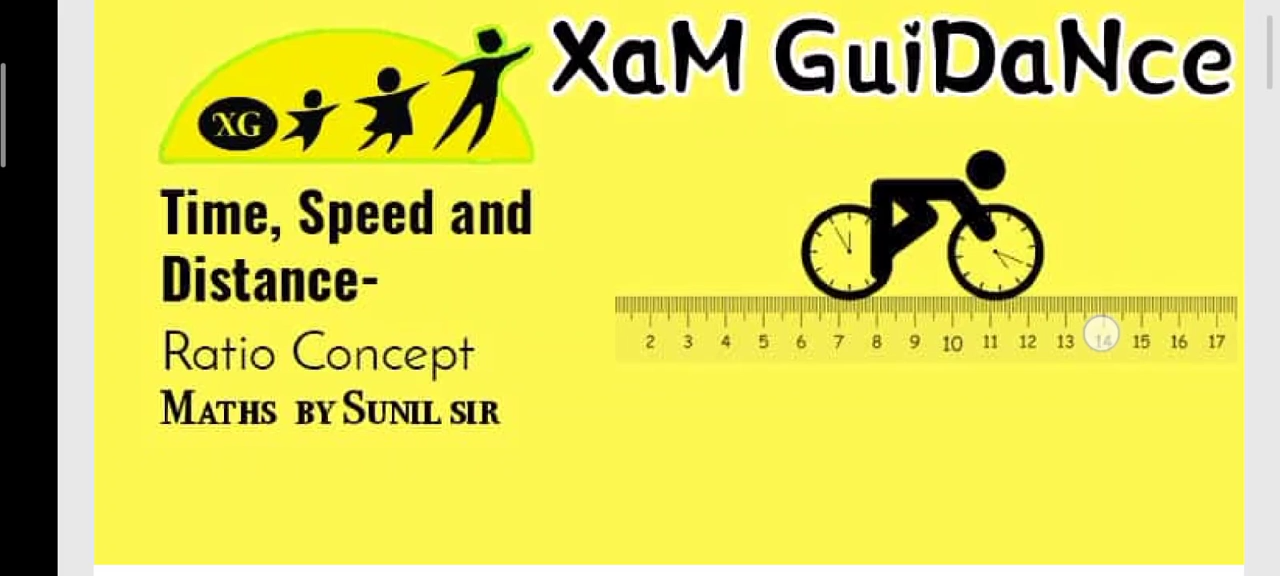 XaM GuiDaNce
XG
Time, Speed and
Distance-
Ratio Concept
MATHS BY SUNIL SIR
2 3 4 5 6 7 8 9 10 11 12 13 14 15 16 17